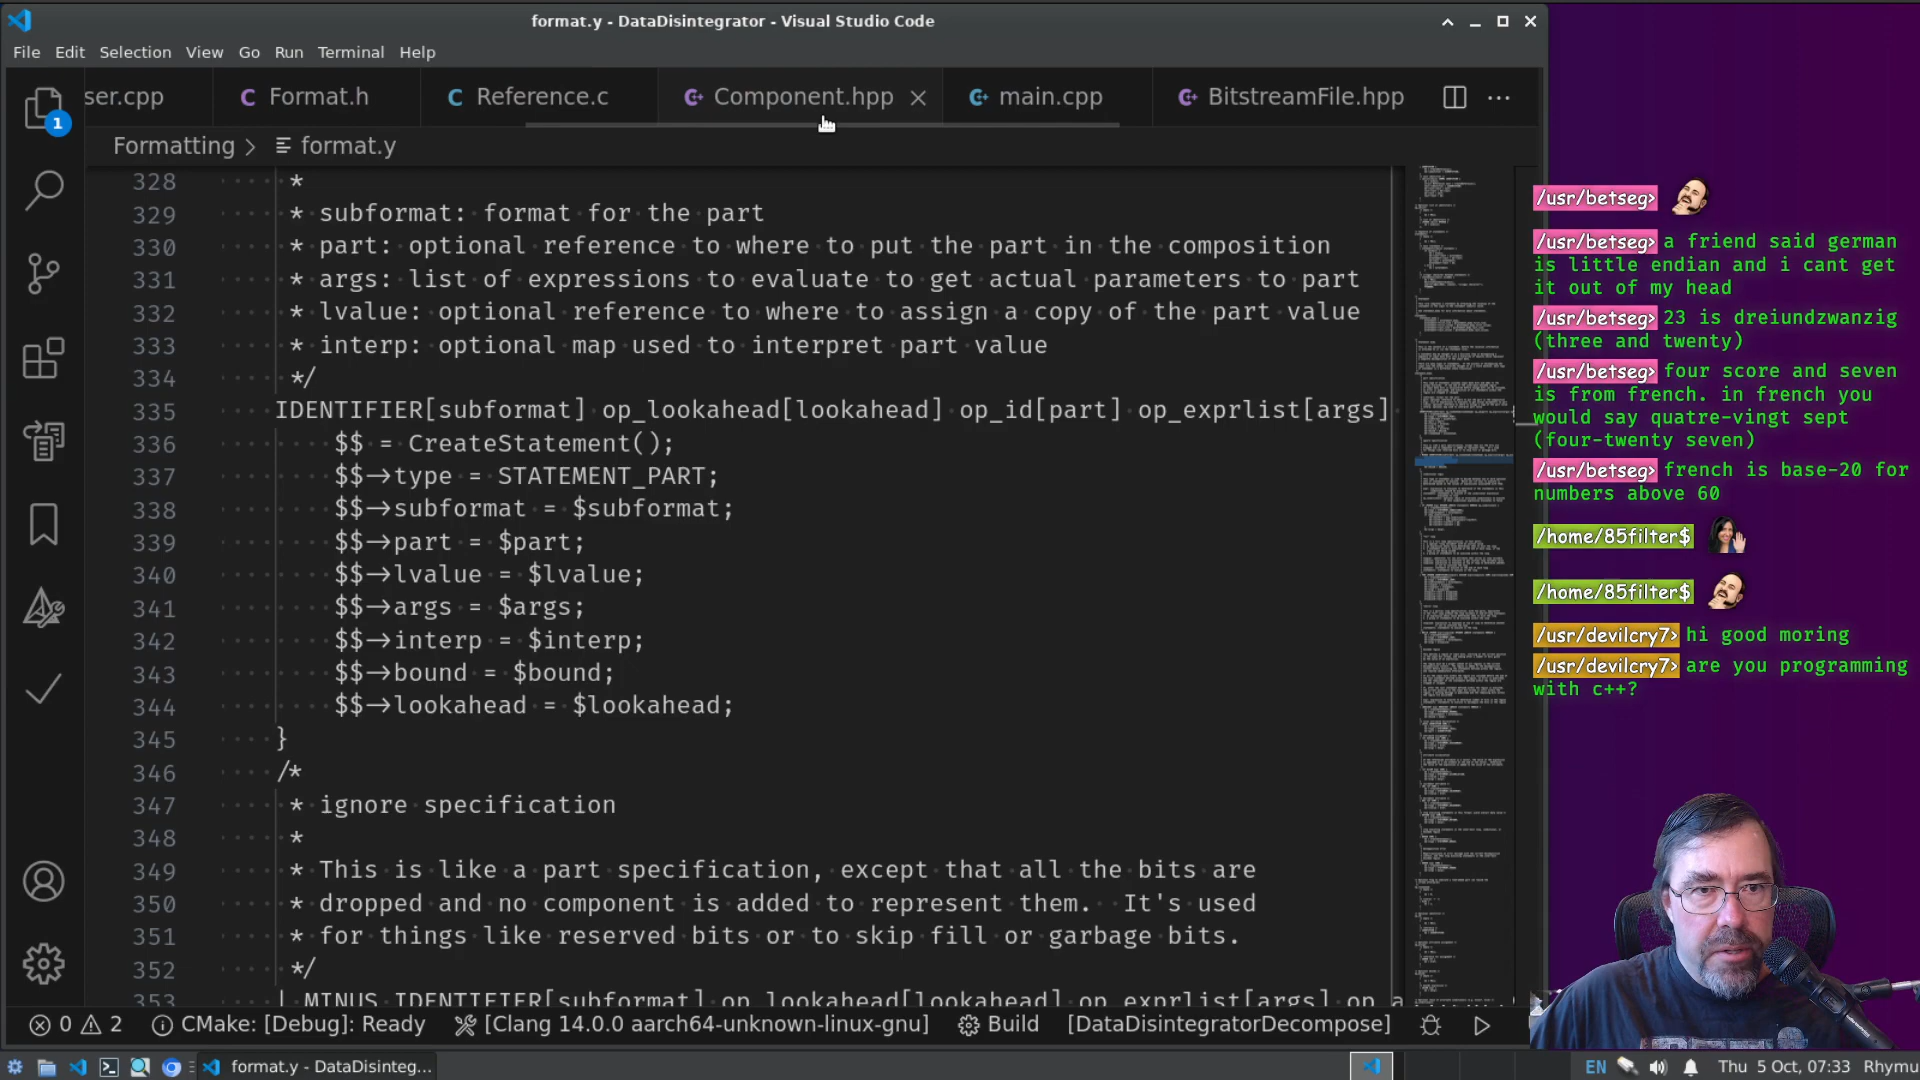 format.y - DataDisintegrator - Visual Studio Code
File Edit Selection View Go Run Terminal Help
ser.cpp Format.h Reference.c Component.hpp main.cpp BitstreamFile.hpp
1
Formatting > format.y
328 *
329 * subformat: format for the part
330 * part: optional reference to where to put the part in the composition
331 * args: list of expressions to evaluate to get actual parameters to part
332 * lvalue: optional reference to where to assign a copy of the part value
333 * interp: optional map used to interpret part value
334 */
335 IDENTIFIER[subformat] op_lookahead[lookahead] op_id[part] op_exprlist[args]
336 $$ = CreateStatement();
337 $$->type = STATEMENT_PART;
338 $$->subformat = $subformat;
339 $$->part = $part;
340 $$->lvalue = $lvalue;
341 $$->args = $args;
342 $$->interp = $interp;
343 $$->bound = $bound;
344 $$->lookahead = $lookahead;
345 }
346 /*
347 * ignore specification
348 *
349 * This is like a part specification, except that all the bits are
350 * dropped and no component is added to represent them.  It's used
351 * for things like reserved bits or to skip fill or garbage bits.
352 */
353 | MINUS IDENTIFIER[subformat] op_lookahead[lookahead] op_exprlist[args] op_a
0 2 CMake: [Debug]: Ready [Clang 14.0.0 aarch64-unknown-linux-gnu] Build [DataDisintegratorDecompose]
format.y - DataDisinteg...
EN Thu 5 Oct, 07:33 Rhymu
/usr/betseg>
/usr/betseg> a friend said german
is little endian and i cant get
it out of my head
/usr/betseg> 23 is dreiundzwanzig
(three and twenty)
/usr/betseg> four score and seven
is from french. in french you
would say quatre-vingt sept
(four-twenty seven)
/usr/betseg> french is base-20 for
numbers above 60
/home/85filter$
/home/85filter$
/usr/devilcry7> hi good moring
/usr/devilcry7> are you programming
with c++?